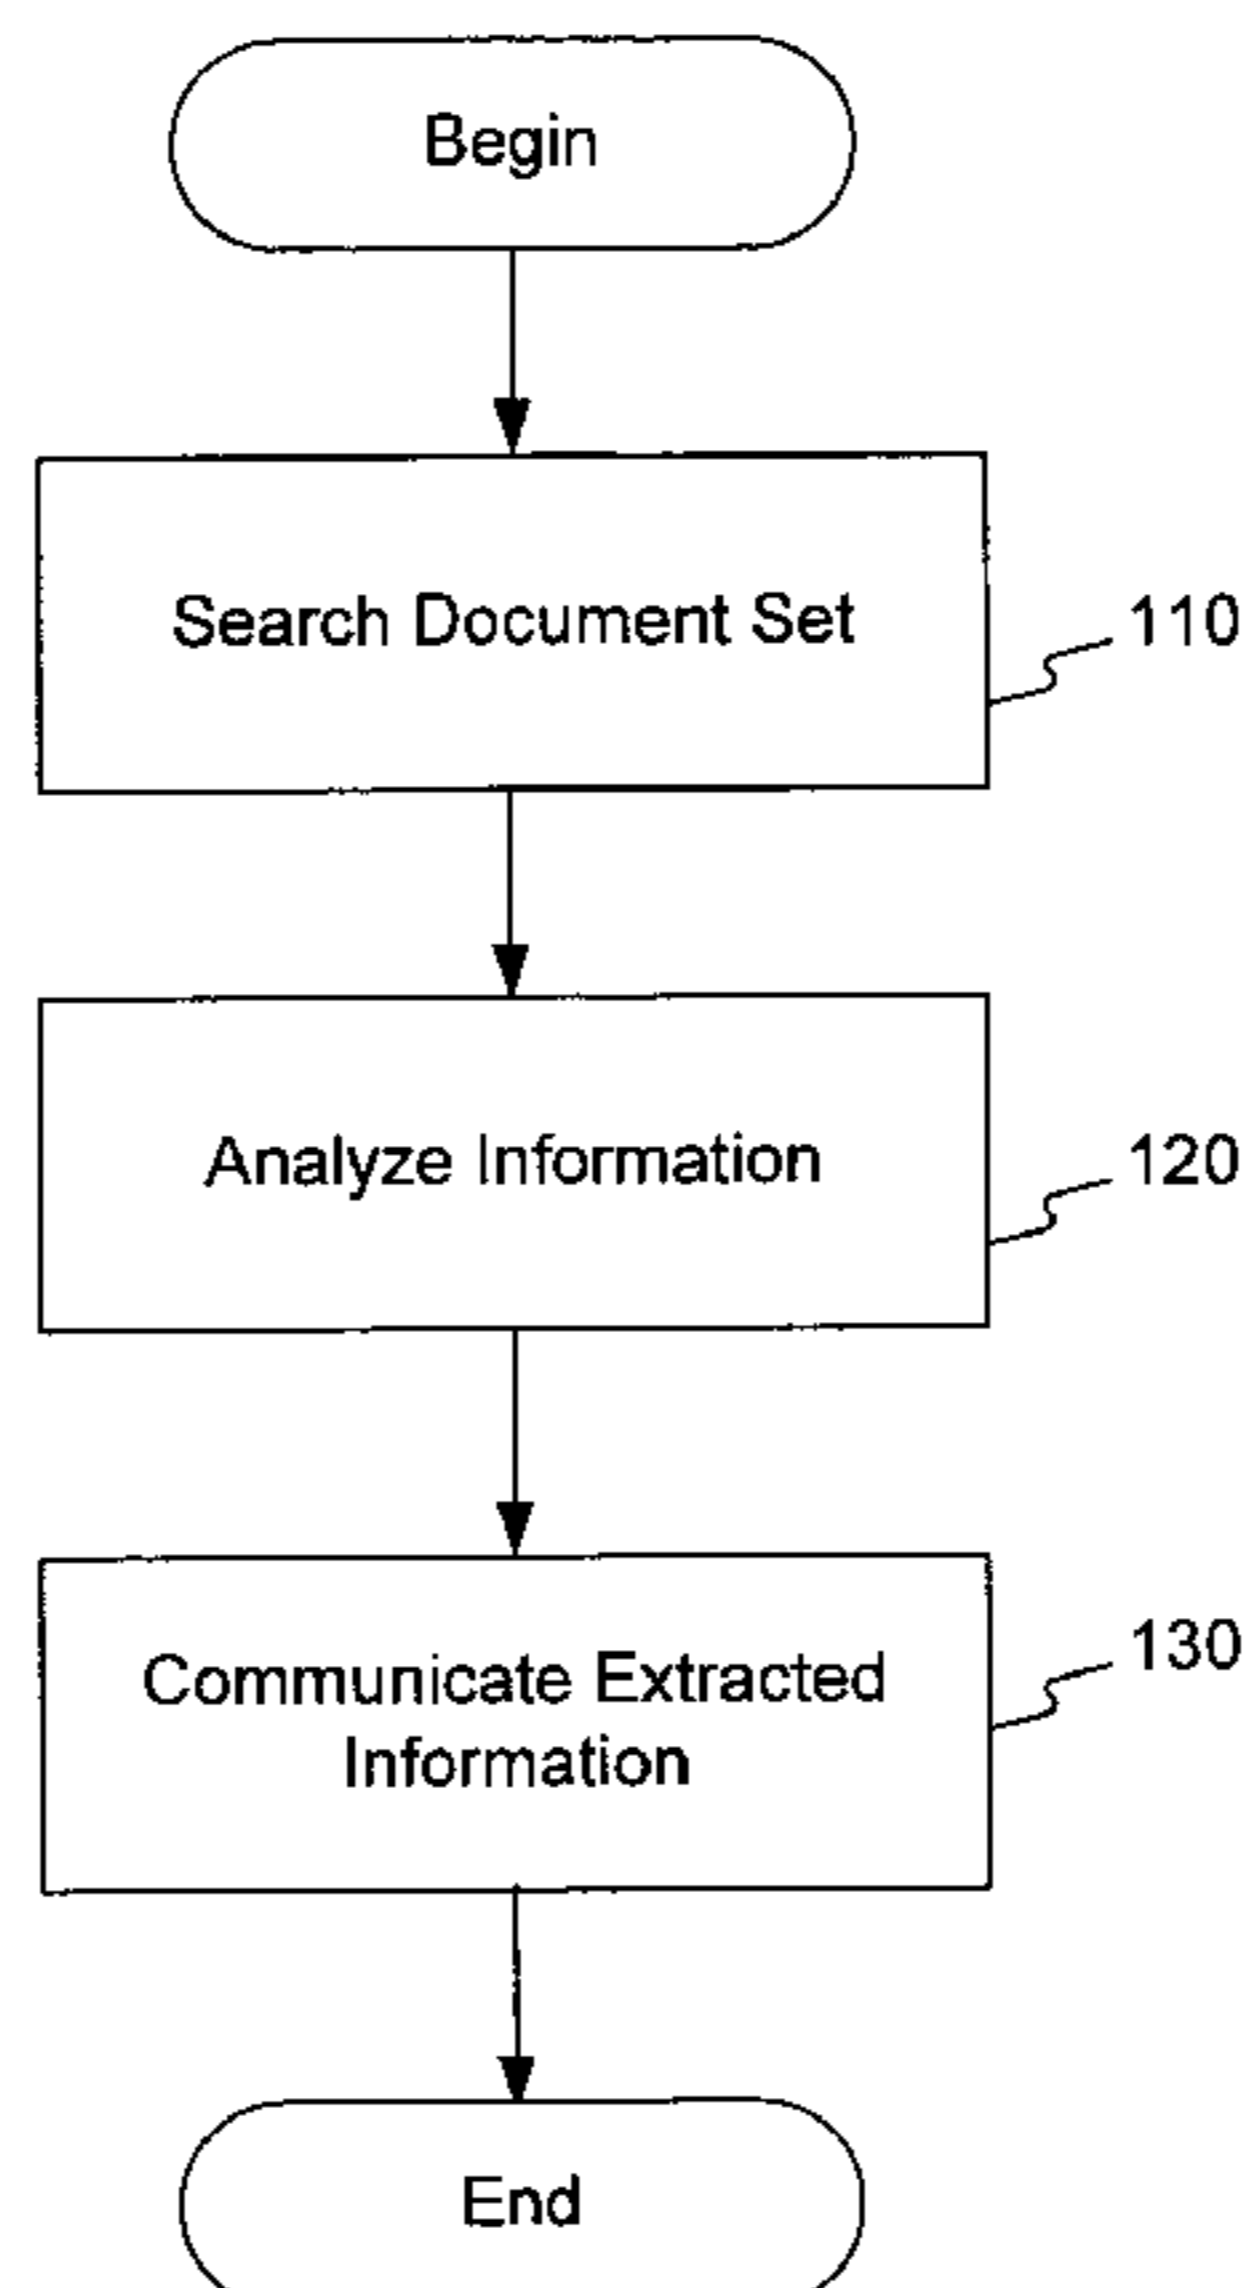 Begin
Search Document Set
110
Analyze Information
120
Communicate Extracted
Information
130
End